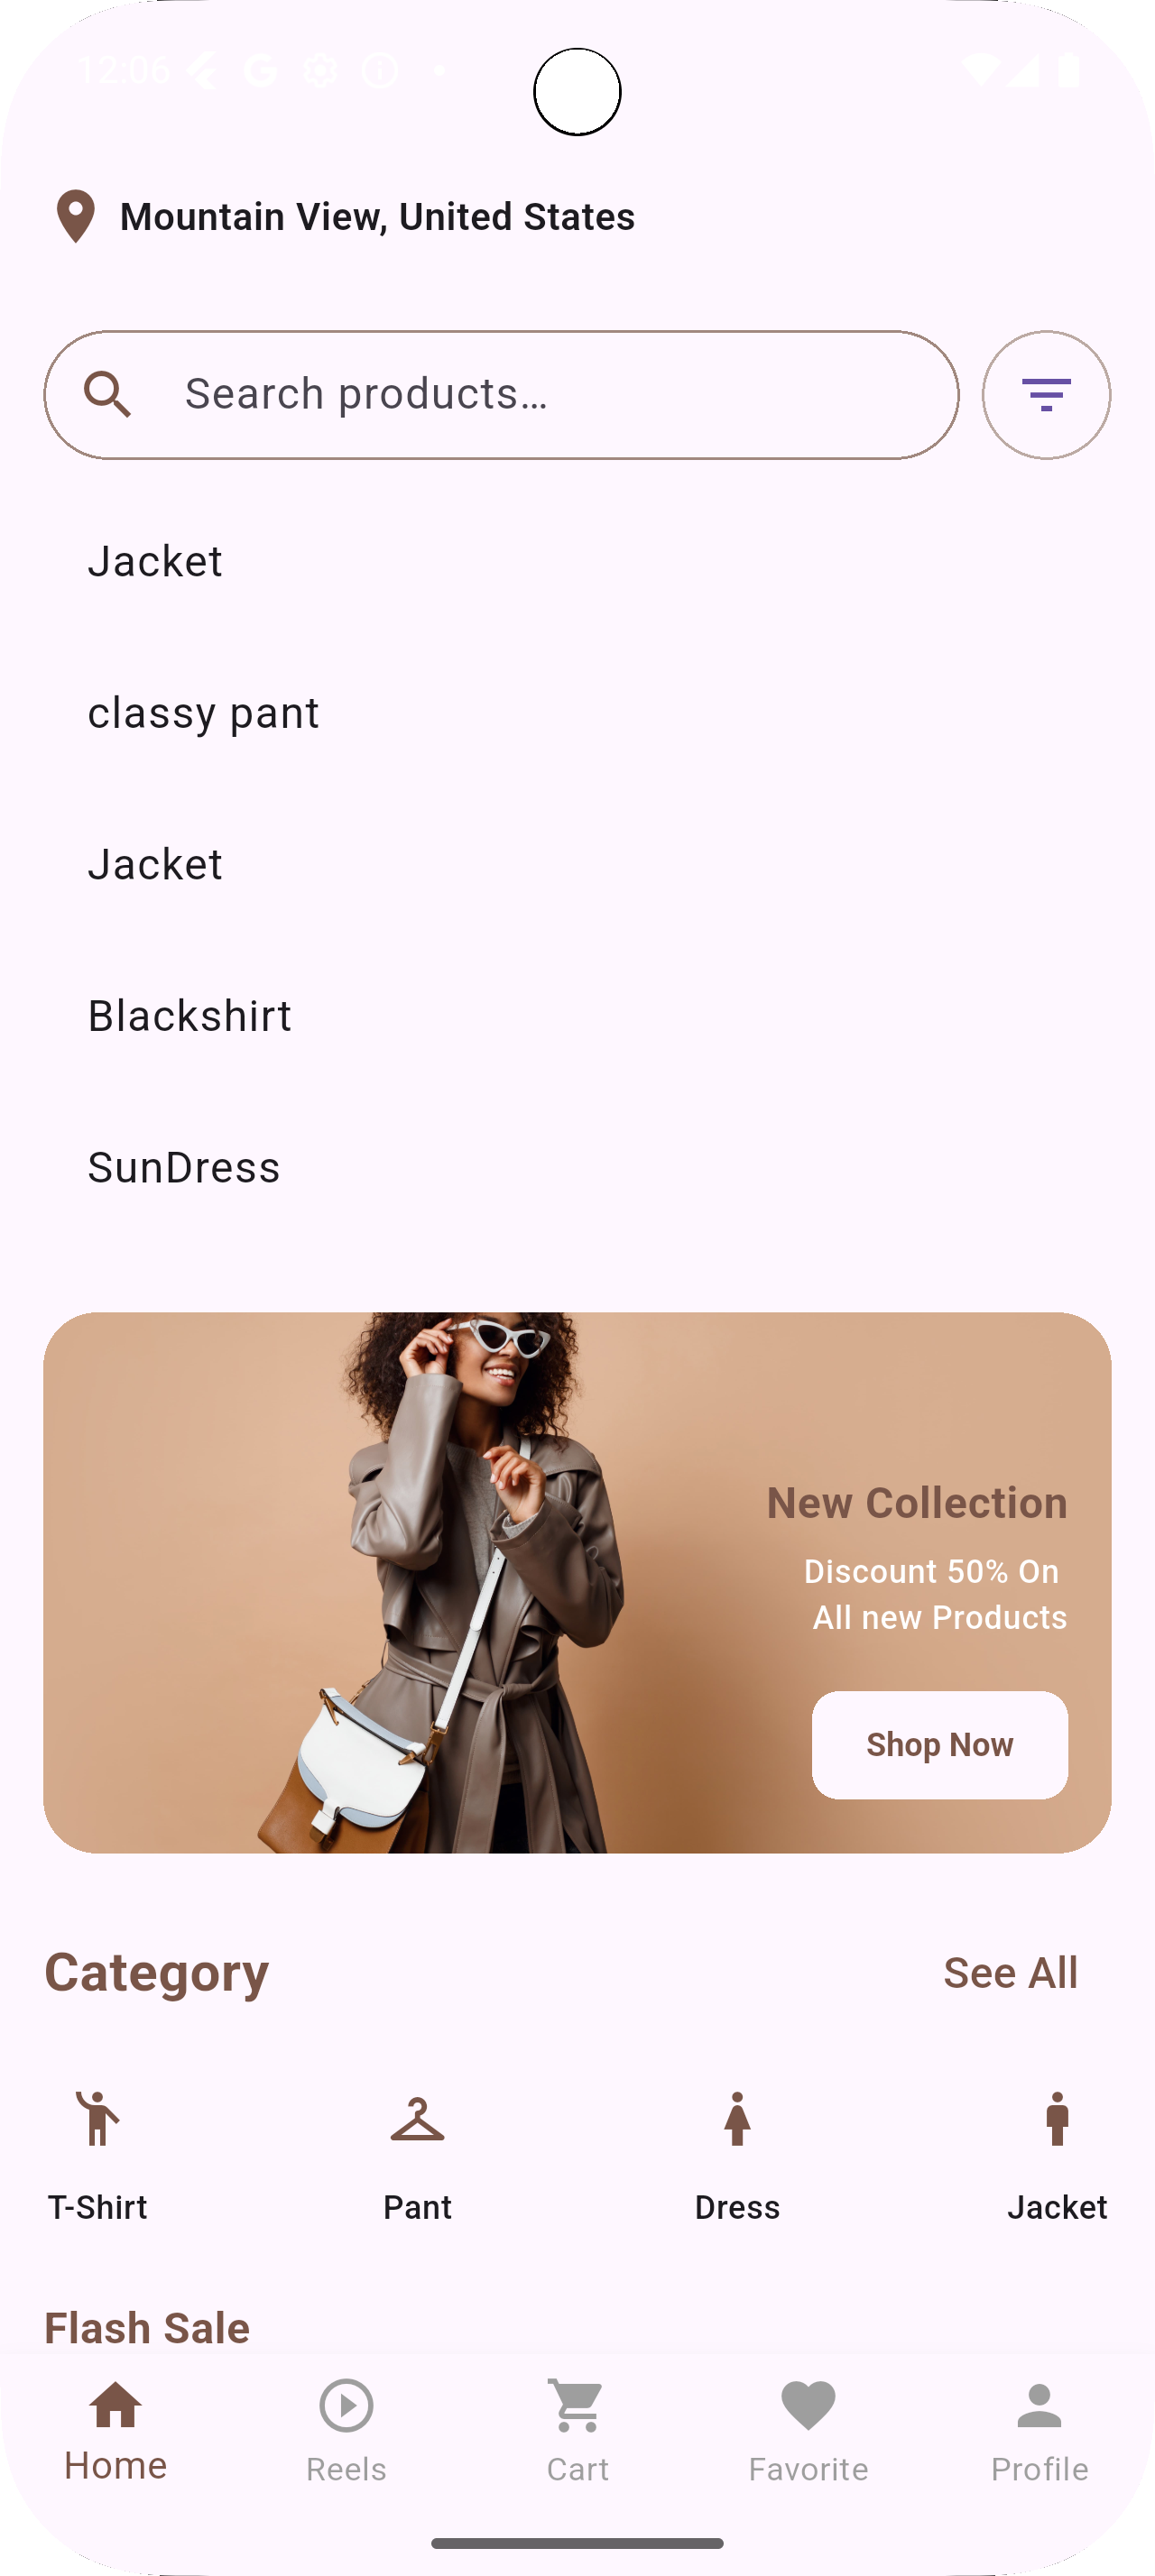 12:06
Mountain View, United States
Search products…
Jacket
classy pant
Jacket
Blackshirt
SunDress
New Collection
Discount 50% On
All new Products
Shop Now
Category
See All
T-Shirt
Pant
Dress
Jacket
Flash Sale
Home
Reels
Cart
Favorite
Profile